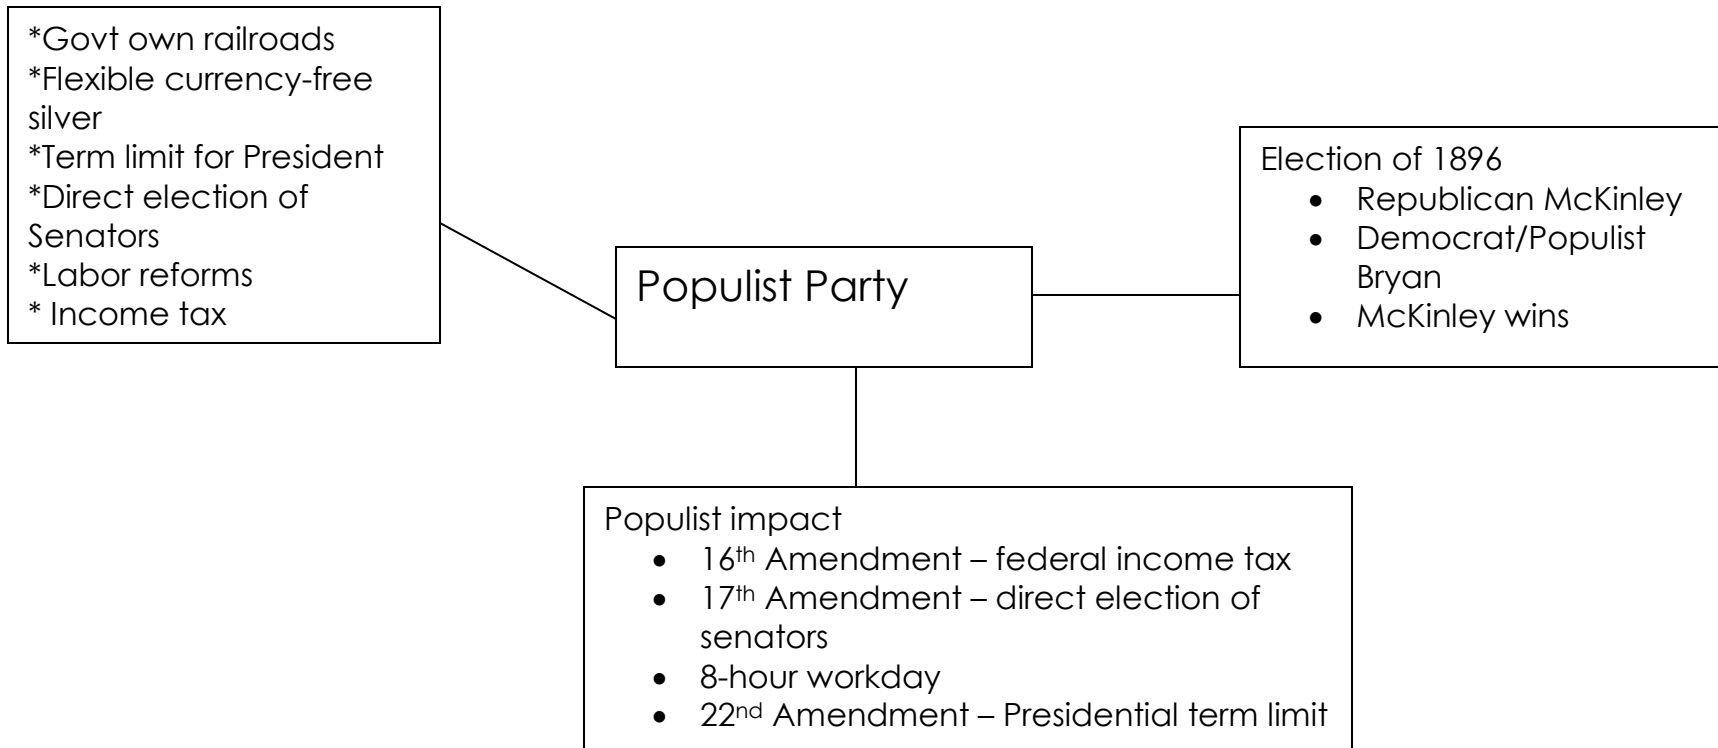 *Govt own railroads
*Flexible currency-free
silver
*Term limit for President
*Direct election of
Senators
*Labor reforms
* Income tax
Populist Party
Election of 1896
• Republican McKinley
• Democrat/Populist
Bryan
• McKinley wins
Populist impact
• 16th Amendment – federal income tax
• 17th Amendment – direct election of
senators
• 8-hour workday
• 22nd Amendment – Presidential term limit